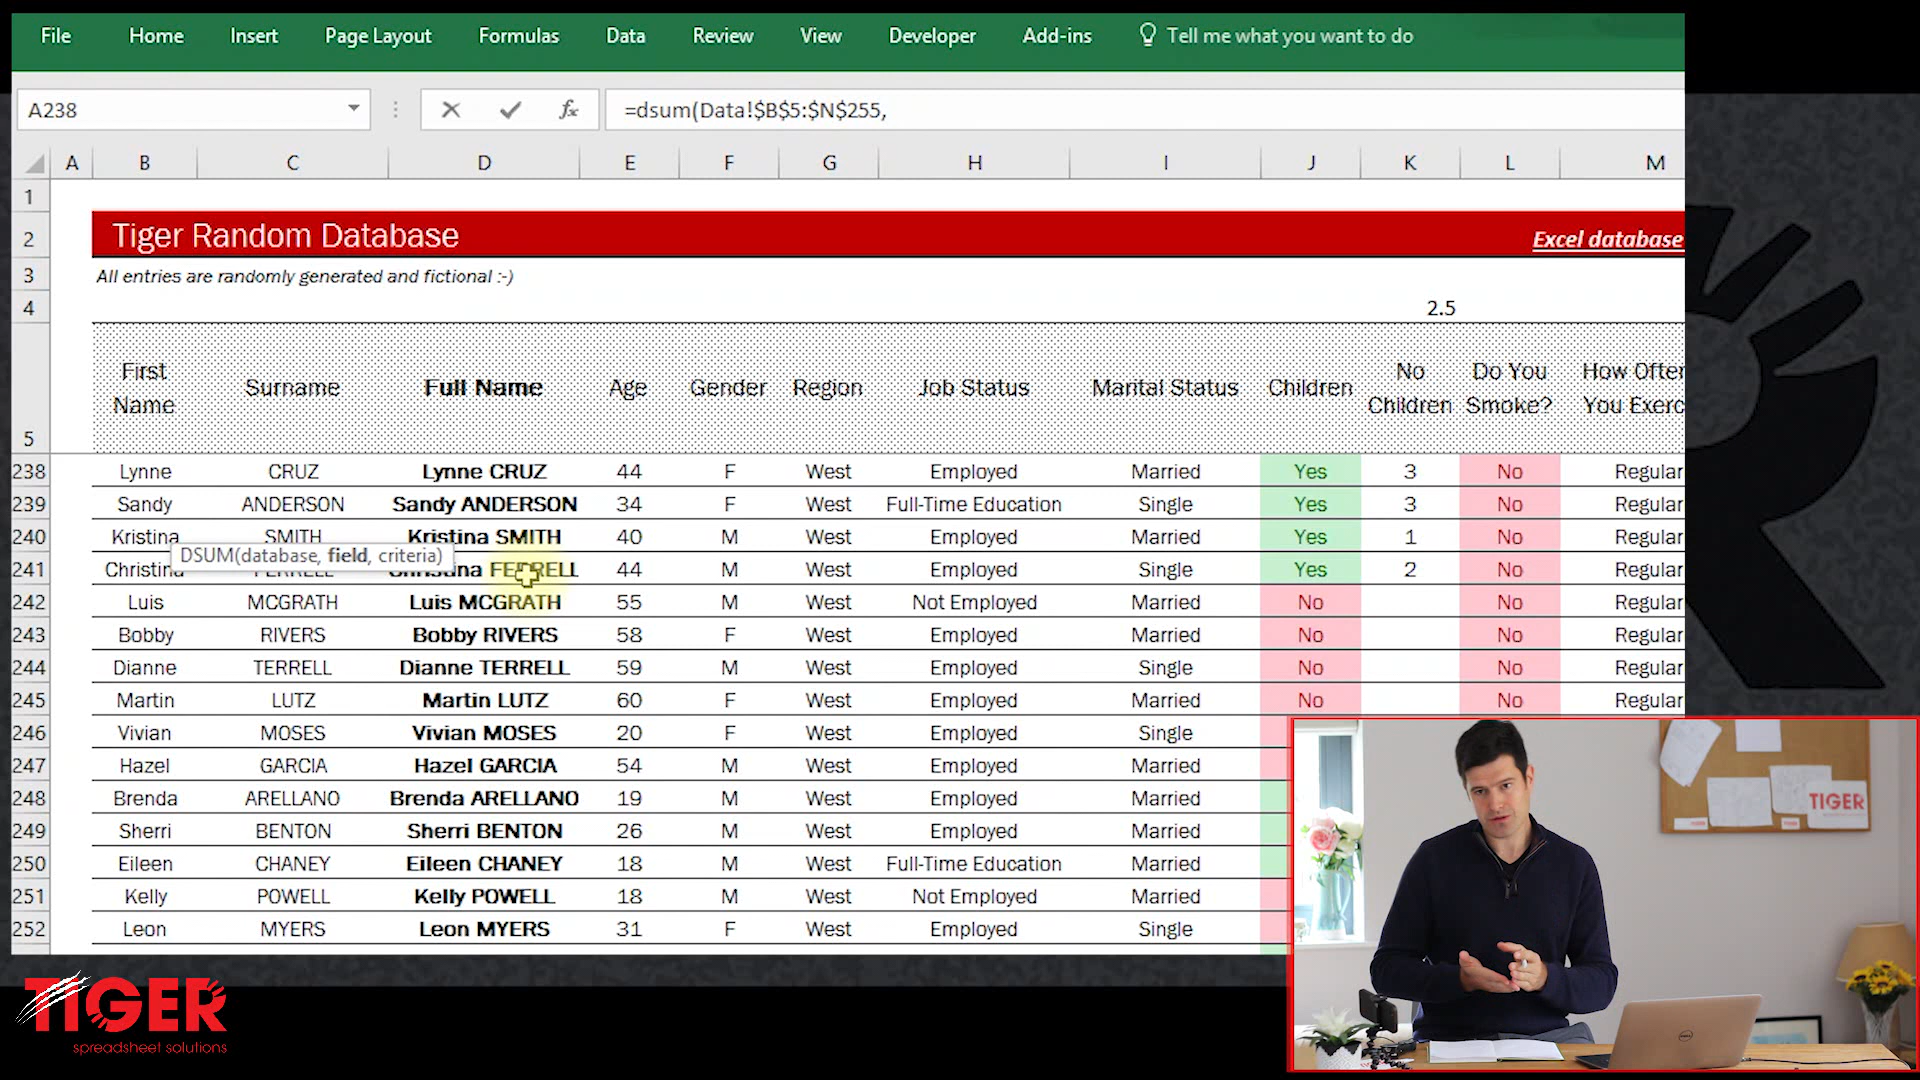 File Home Insert Page Layout Formulas Data Review View Developer Add-ins Tell me what you want to do
A238 fx =dsum(Data!$B$5:$N$255,
A B C D E F G H I J K L M
1
2 Tiger Random Database Excel database
3 All entries are randomly generated and fictional :-)
4 2.5
5 First Name Surname Full Name Age Gender Region Job Status Marital Status Children No Children Do You Smoke? How Often You Exerc
238 Lynne CRUZ Lynne CRUZ 44 F West Employed Married Yes 3 No Regular
239 Sandy ANDERSON Sandy ANDERSON 34 F West Full-Time Education Single Yes 3 No Regular
240 Kristina SMITH Kristina SMITH 40 M West Employed Married Yes 1 No Regular
DSUM(database, field, criteria)
241 Christina FERRELL 44 M West Employed Single Yes 2 No Regular
242 Luis MCGRATH Luis MCGRATH 55 M West Not Employed Married No No Regular
243 Bobby RIVERS Bobby RIVERS 58 F West Employed Married No No Regular
244 Dianne TERRELL Dianne TERRELL 59 M West Employed Single No No Regular
245 Martin LUTZ Martin LUTZ 60 F West Employed Married No No Regular
246 Vivian MOSES Vivian MOSES 20 F West Employed Single
247 Hazel GARCIA Hazel GARCIA 54 M West Employed Married
248 Brenda ARELLANO Brenda ARELLANO 19 M West Employed Married
249 Sherri BENTON Sherri BENTON 26 M West Employed Married
250 Eileen CHANEY Eileen CHANEY 18 M West Full-Time Education Married
251 Kelly POWELL Kelly POWELL 18 M West Not Employed Married
252 Leon MYERS Leon MYERS 31 F West Employed Single
TIGER
TIGER
spreadsheet solutions